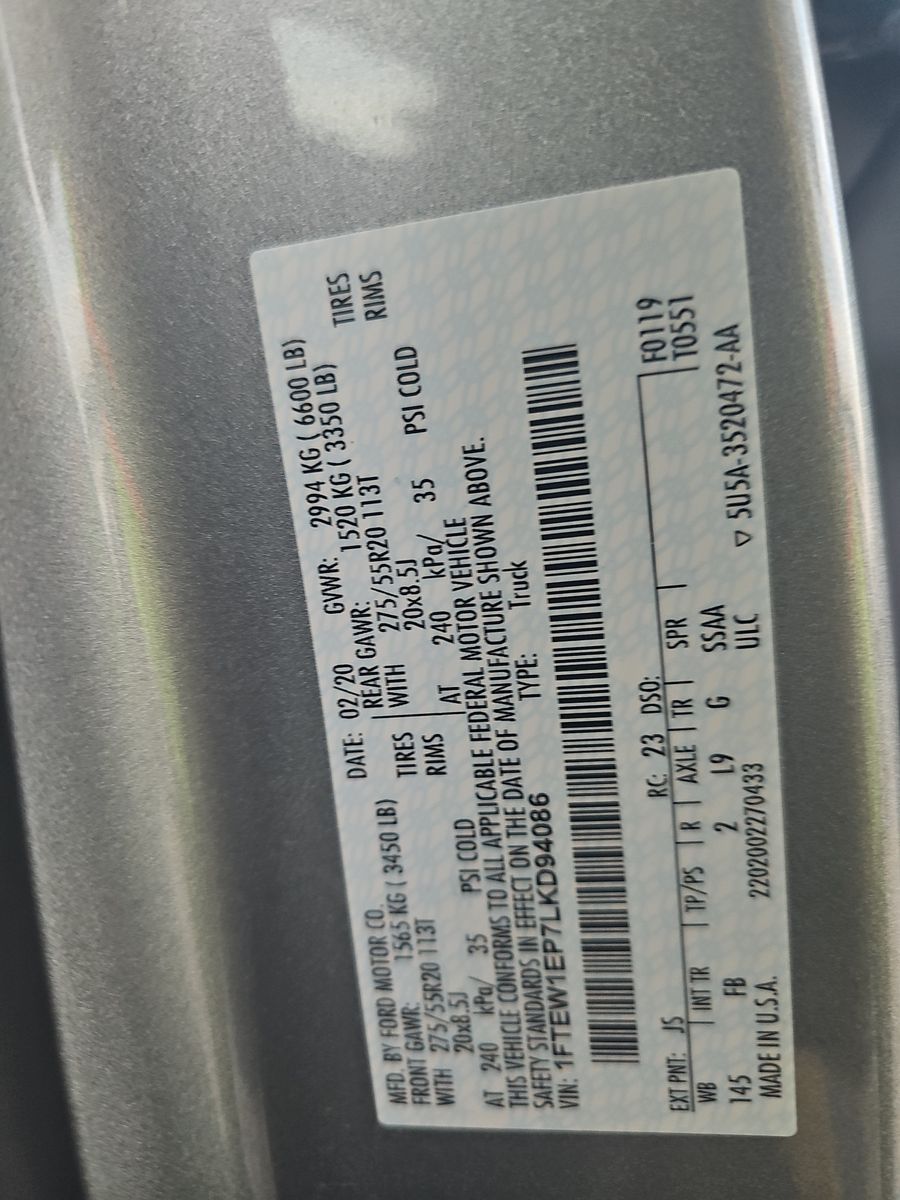 MFD. BY FORD MOTOR CO. DATE: 02/20 GVWR: 2994 KG ( 6600 LB)
FRONT GAWR: 1565 KG ( 3450 LB) REAR GAWR: 1520 KG ( 3350 LB)
WITH 275/55R20 113T TIRES WITH 275/55R20 113T TIRES
20x8.5J RIMS 20x8.5J RIMS
AT 240 kPa/ 35 PSI COLD AT 240 kPa/ 35 PSI COLD
THIS VEHICLE CONFORMS TO ALL APPLICABLE FEDERAL MOTOR VEHICLE
SAFETY STANDARDS IN EFFECT ON THE DATE OF MANUFACTURE SHOWN ABOVE.
VIN: 1FTEW1EP7LKD94086 TYPE: Truck
EXT PNT: JS RC: 23 DSO: F0119
WB INT TR TP/PS R AXLE TR SPR T0551
145 FB 2 L9 G SSAA
ULC ▽ 5U5A-3520472-AA
MADE IN U.S.A. 2202002270433